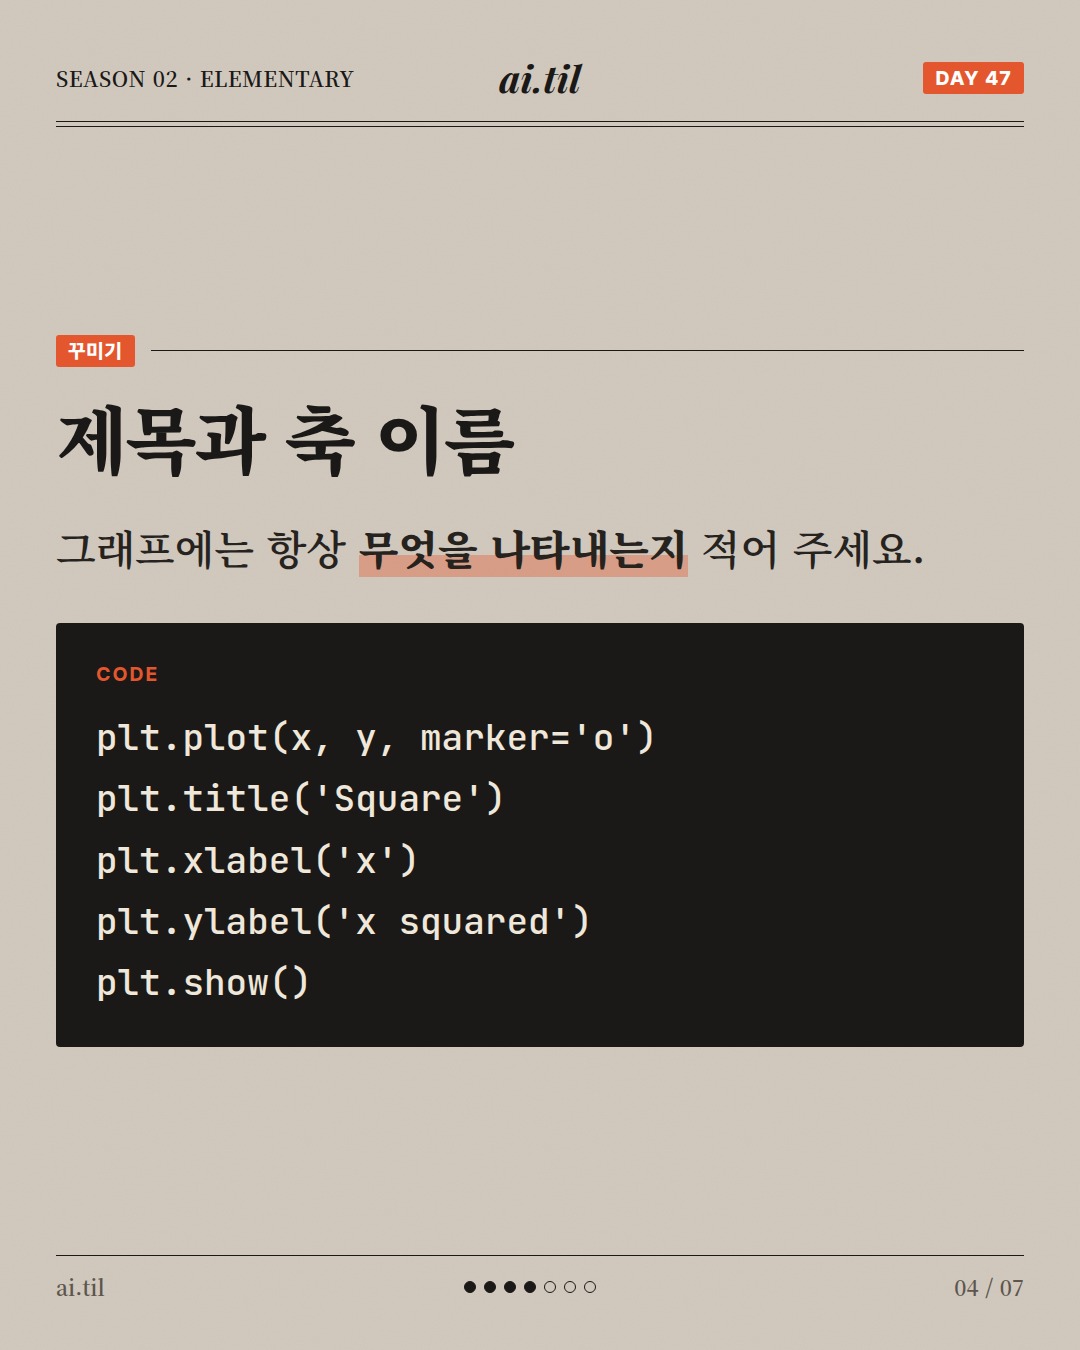 SEASON 02 · ELEMENTARY
ai.til
DAY 47
꾸미기
제목과 축 이름
그래프에는 항상 무엇을 나타내는지 적어 주세요.
CODE
plt.plot(x, y, marker='o')
plt.title('Square')
plt.xlabel('x')
plt.ylabel('x squared')
plt.show()
ai.til
04 / 07